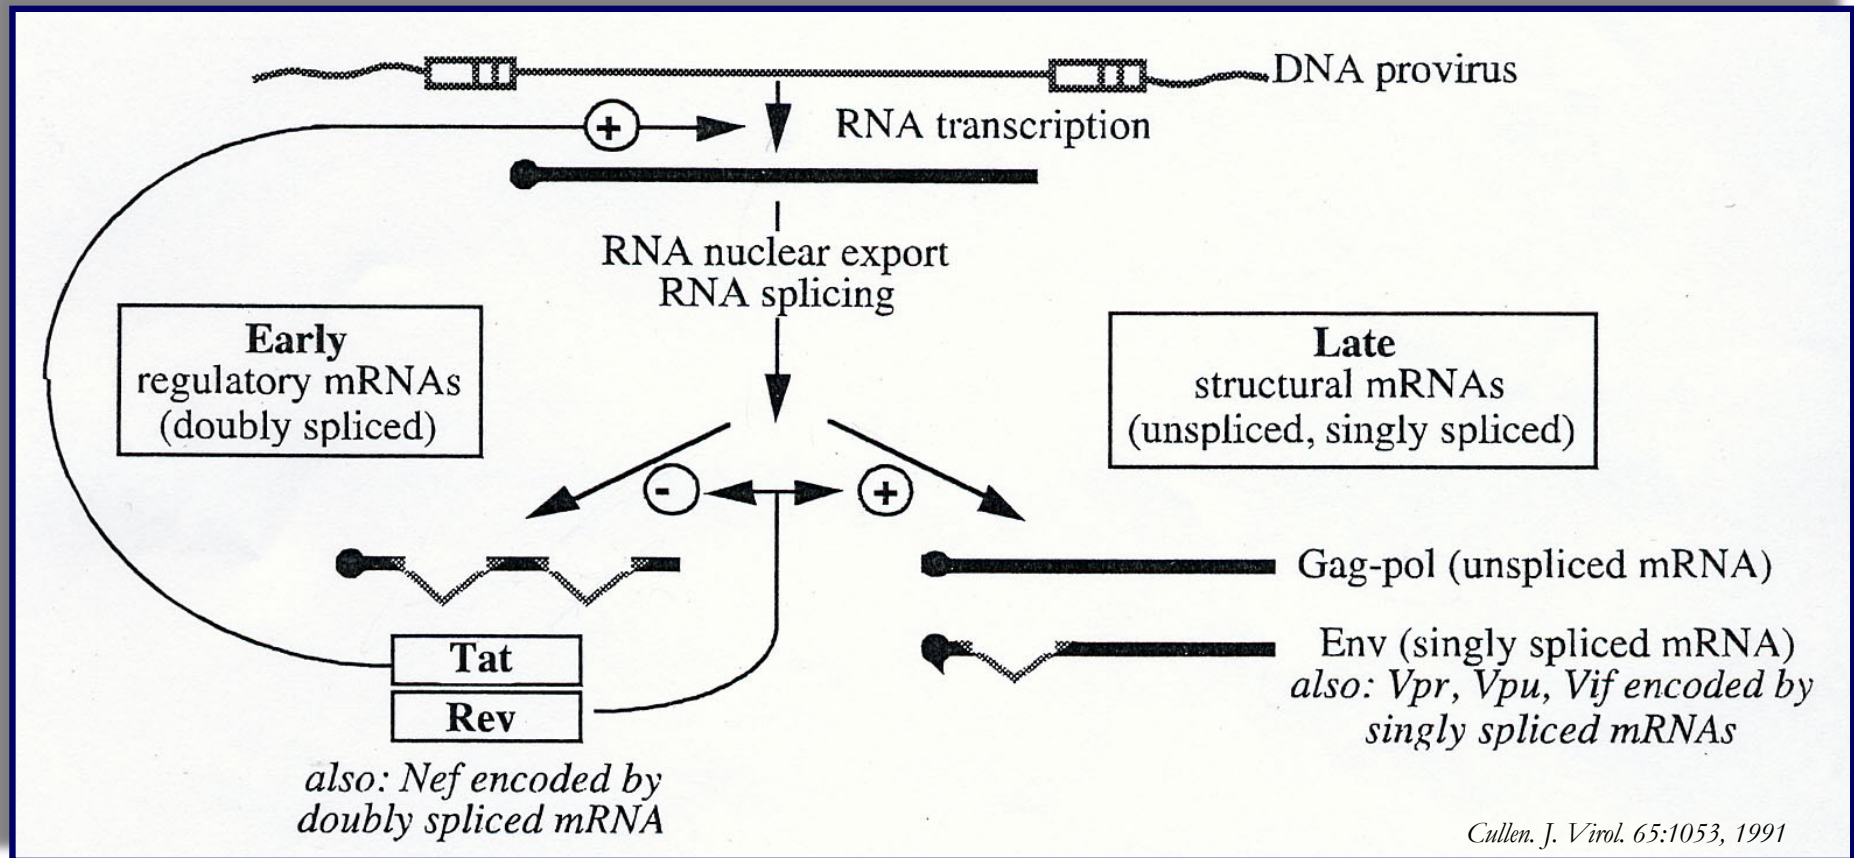 DNA provirus
+
RNA transcription
RNA nuclear export
RNA splicing
Early
regulatory mRNAs
(doubly spliced)
Late
structural mRNAs
(unspliced, singly spliced)
-
+
Gag-pol (unspliced mRNA)
Env (singly spliced mRNA)
also: Vpr, Vpu, Vif encoded by
singly spliced mRNAs
Tat
Rev
also: Nef encoded by
doubly spliced mRNA
Cullen. J. Virol. 65:1053, 1991